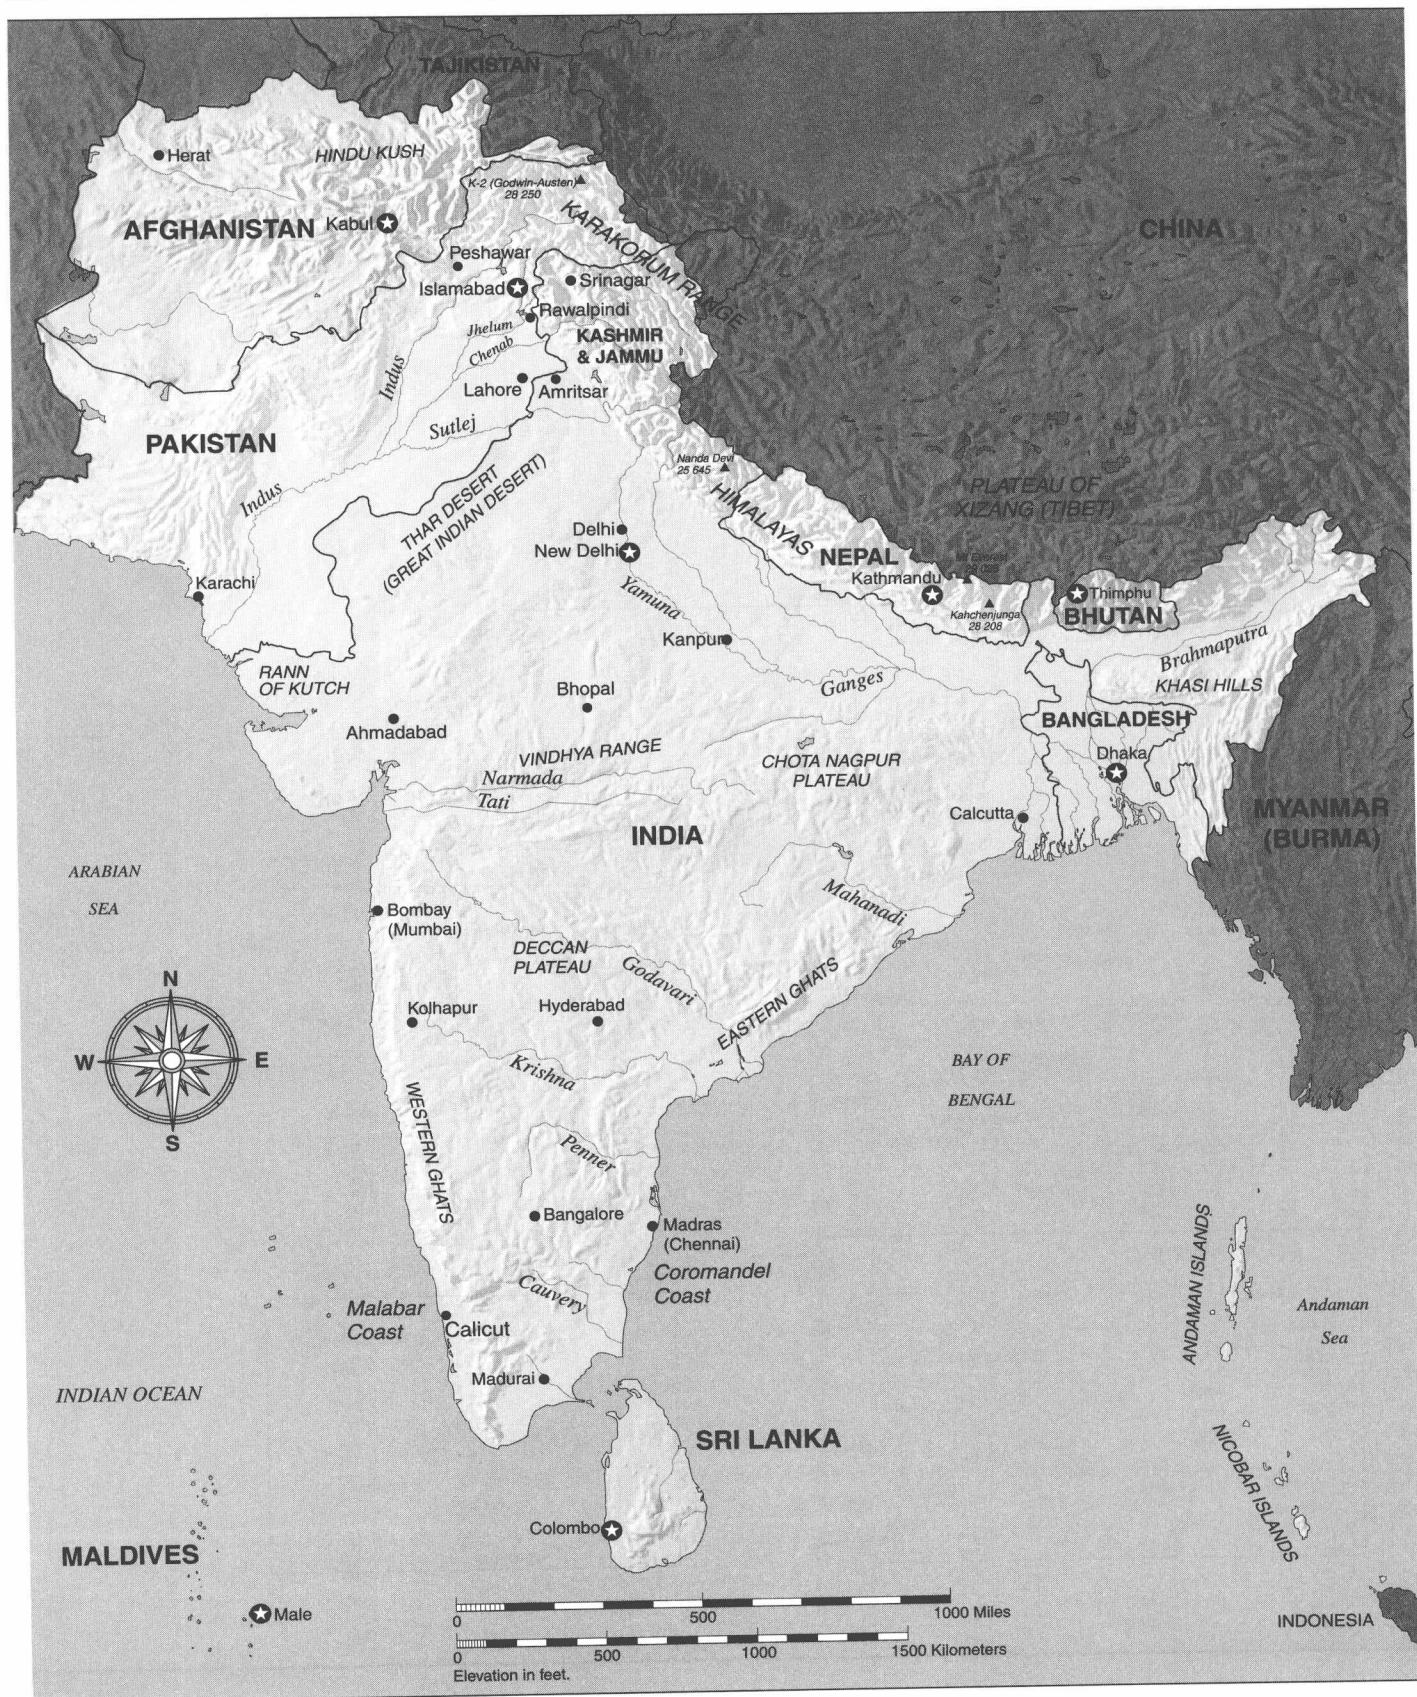 TAJIKISTAN
Herat
HINDU KUSH
K-2 (Godwin-Austen)
28 250
AFGHANISTAN
Kabul
KARAKORUM RANGE
CHINA
Peshawar
Islamabad
Srinagar
Rawalpindi
Jhelum
KASHMIR
& JAMMU
Chenab
Indus
Lahore
Amritsar
Sutlej
PAKISTAN
Nanda Devi
25 645
Indus
THAR DESERT
(GREAT INDIAN DESERT)
HIMALAYAS
PLATEAU OF
XIZANG (TIBET)
Delhi
New Delhi
NEPAL
Kathmandu
Mt Everest
Karachi
Yamuna
Kahchenjunga
28 208
Thimphu
BHUTAN
Kanpur
Brahmaputra
RANN
OF KUTCH
Ganges
KHASI HILLS
Bhopal
Ahmadabad
BANGLADESH
VINDHYA RANGE
CHOTA NAGPUR
PLATEAU
Dhaka
Narmada
Tati
Calcutta
MYANMAR
(BURMA)
INDIA
ARABIAN
SEA
Mahanadi
Bombay
(Mumbai)
DECCAN
PLATEAU
Godavari
EASTERN GHATS
N
Kolhapur
Hyderabad
W
E
Krishna
BAY OF
BENGAL
S
WESTERN GHATS
Penner
Bangalore
Madras
(Chennai)
Coromandel
Coast
Cauvery
ANDAMAN ISLANDS
Andaman
Sea
Malabar
Coast
Calicut
Madurai
INDIAN OCEAN
SRI LANKA
NICOBAR ISLANDS
Colombo
MALDIVES
Male
0 500 1000 Miles
0 500 1000 1500 Kilometers
Elevation in feet.
INDONESIA